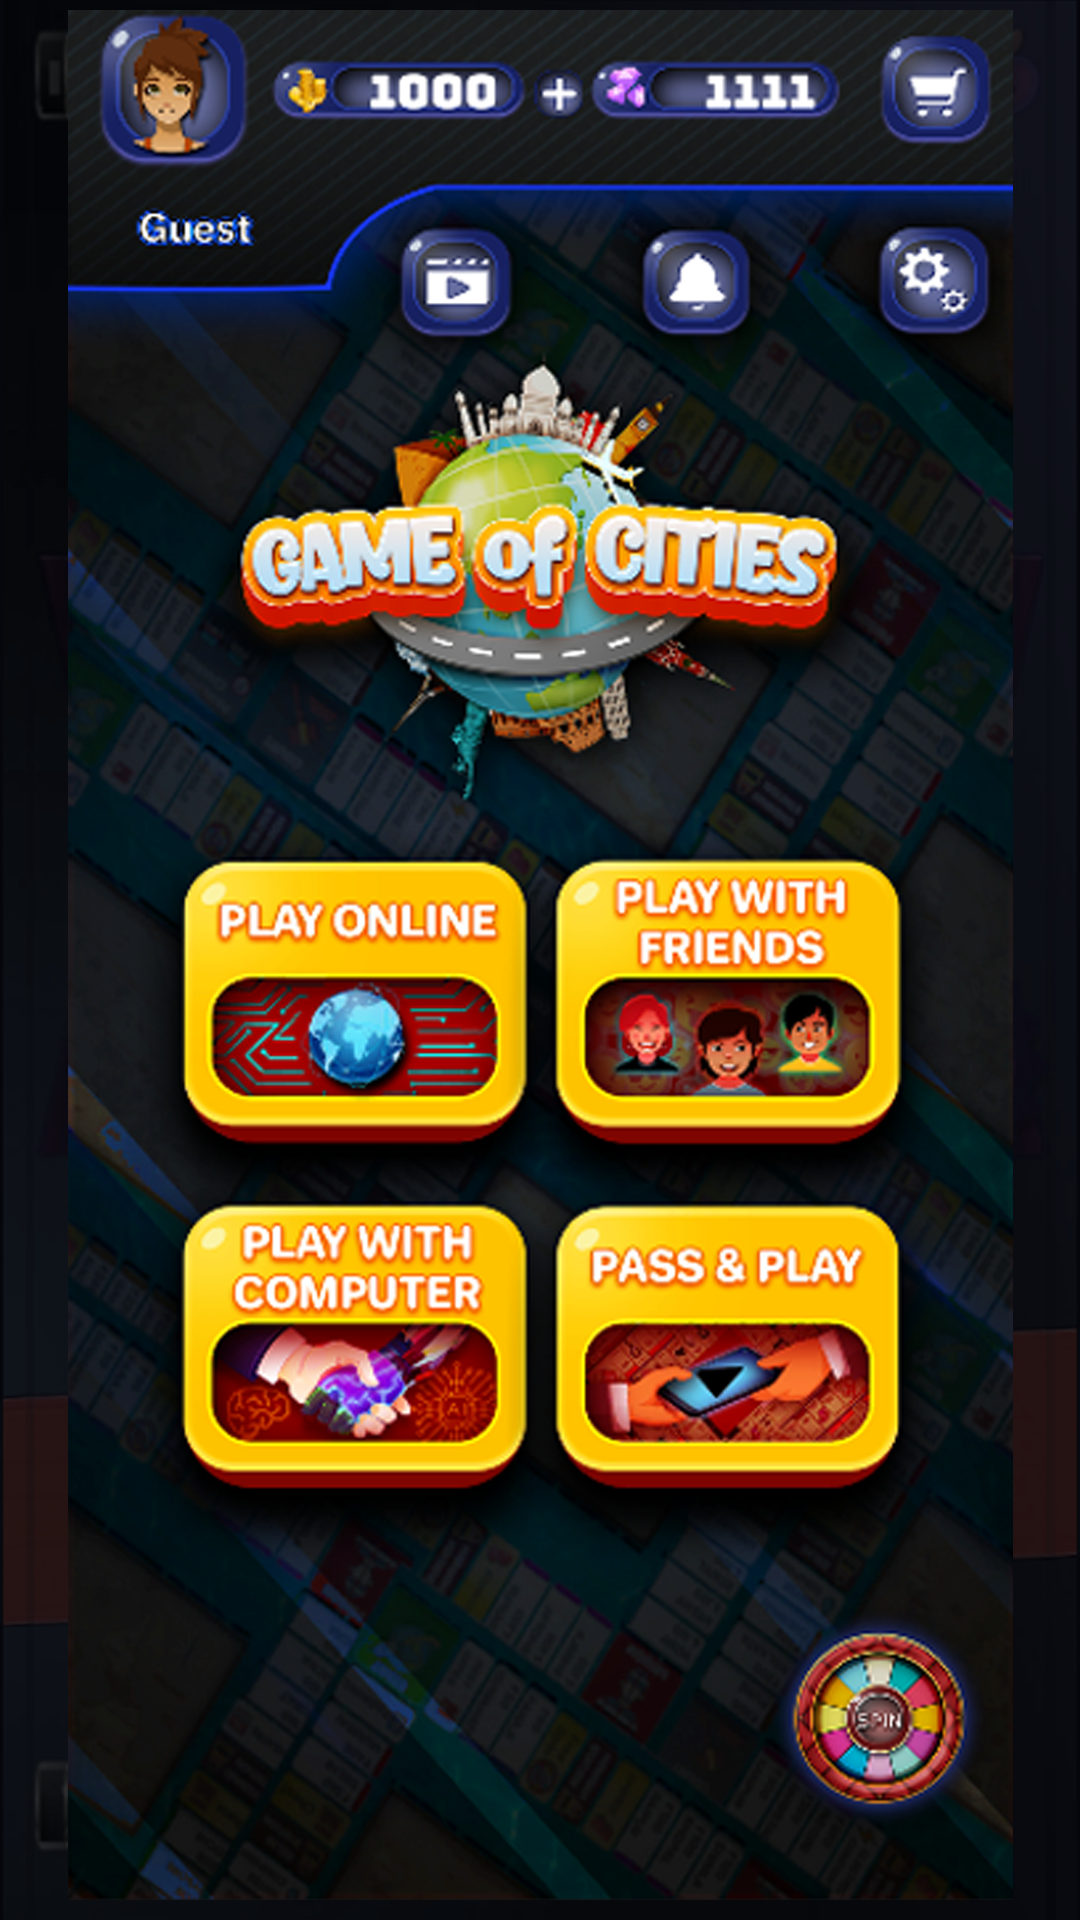 1000
1111
Guest
GAME of CITIES
PLAY ONLINE
PLAY WITH
FRIENDS
PLAY WITH
COMPUTER
AI
PASS & PLAY
SPIN